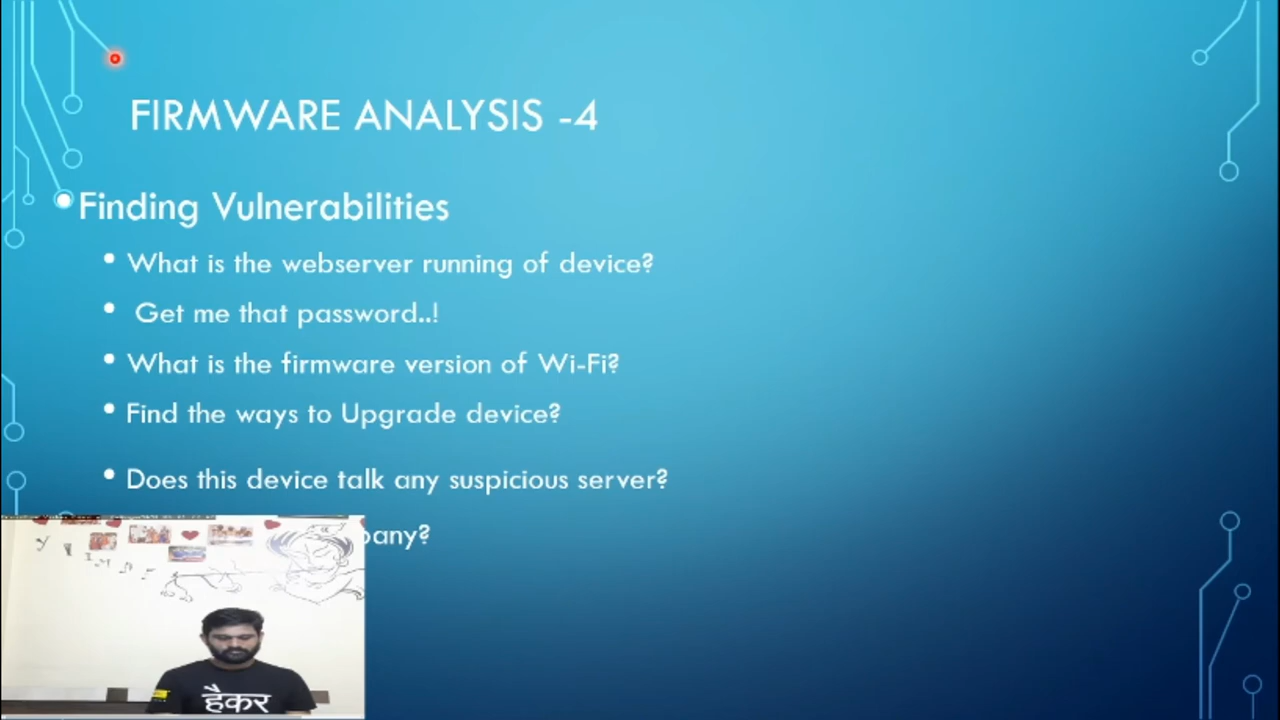 FIRMWARE ANALYSIS -4
Finding Vulnerabilities
What is the webserver running of device?
Get me that password..!
What is the firmware version of Wi-Fi?
Find the ways to Upgrade device?
Does this device talk any suspicious server?
pany?
हैकर